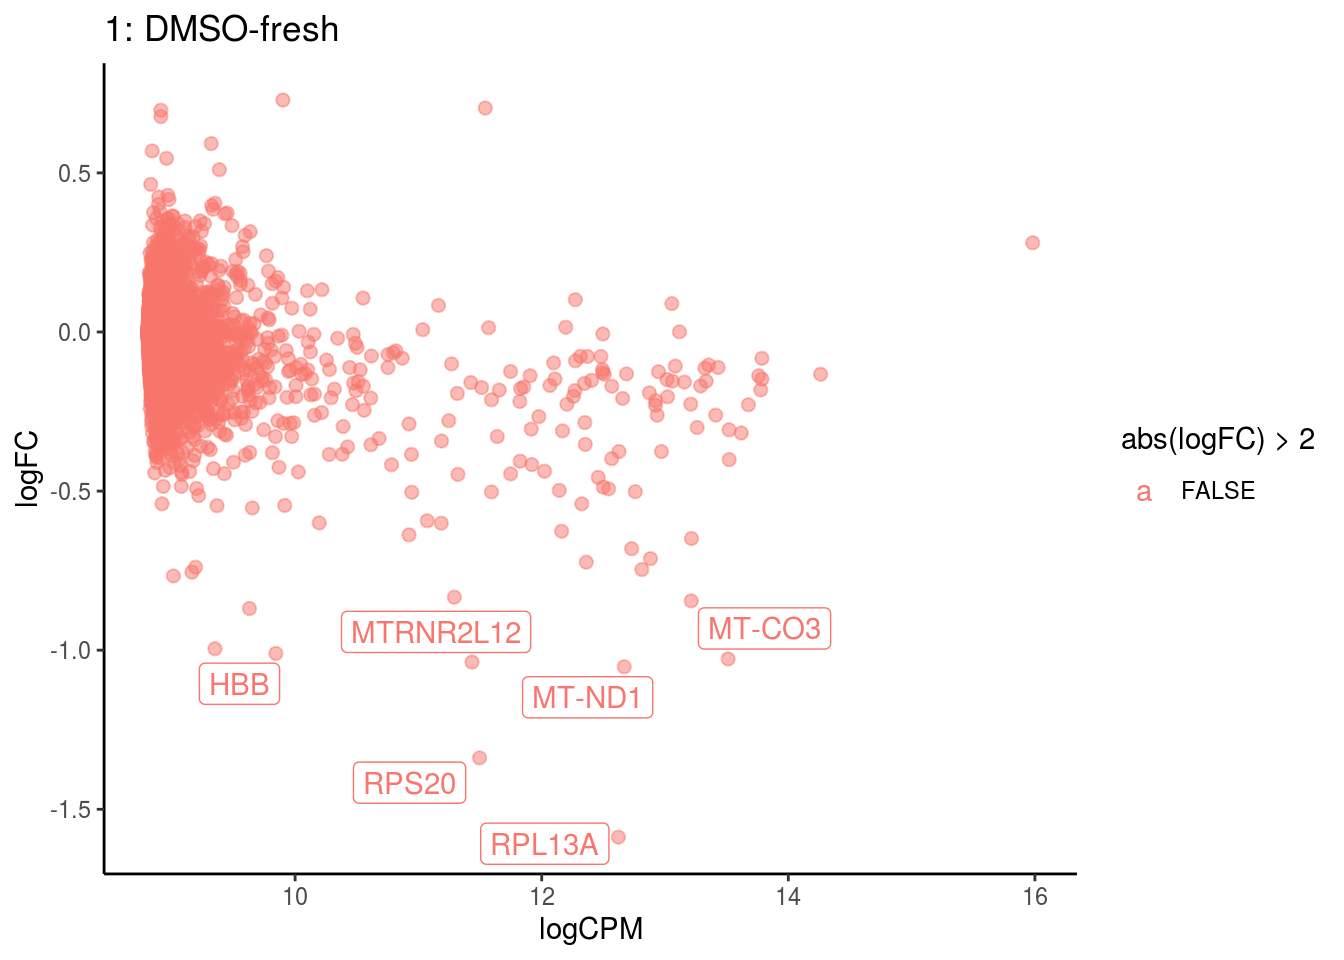 1: DMSO-fresh
logFC
0.5
0.0
-0.5
-1.0
-1.5
MTRNR2L12
MT-CO3
HBB
MT-ND1
RPS20
RPL13A
10
12
14
16
logCPM
abs(logFC) > 2
a FALSE